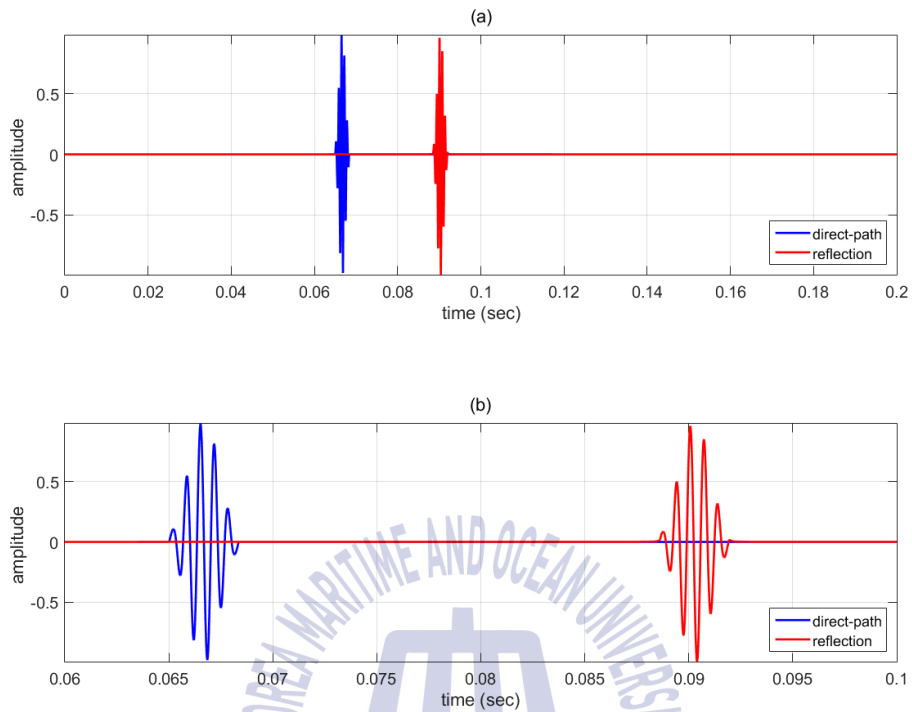 (a)
amplitude
0.5
0
-0.5
direct-path
reflection
0 0.02 0.04 0.06 0.08 0.1 0.12 0.14 0.16 0.18 0.2
time (sec)
(b)
amplitude
0.5
0
-0.5
direct-path
reflection
0.06 0.065 0.07 0.075 0.08 0.085 0.09 0.095 0.1
time (sec)
MARITIME AND OCEAN